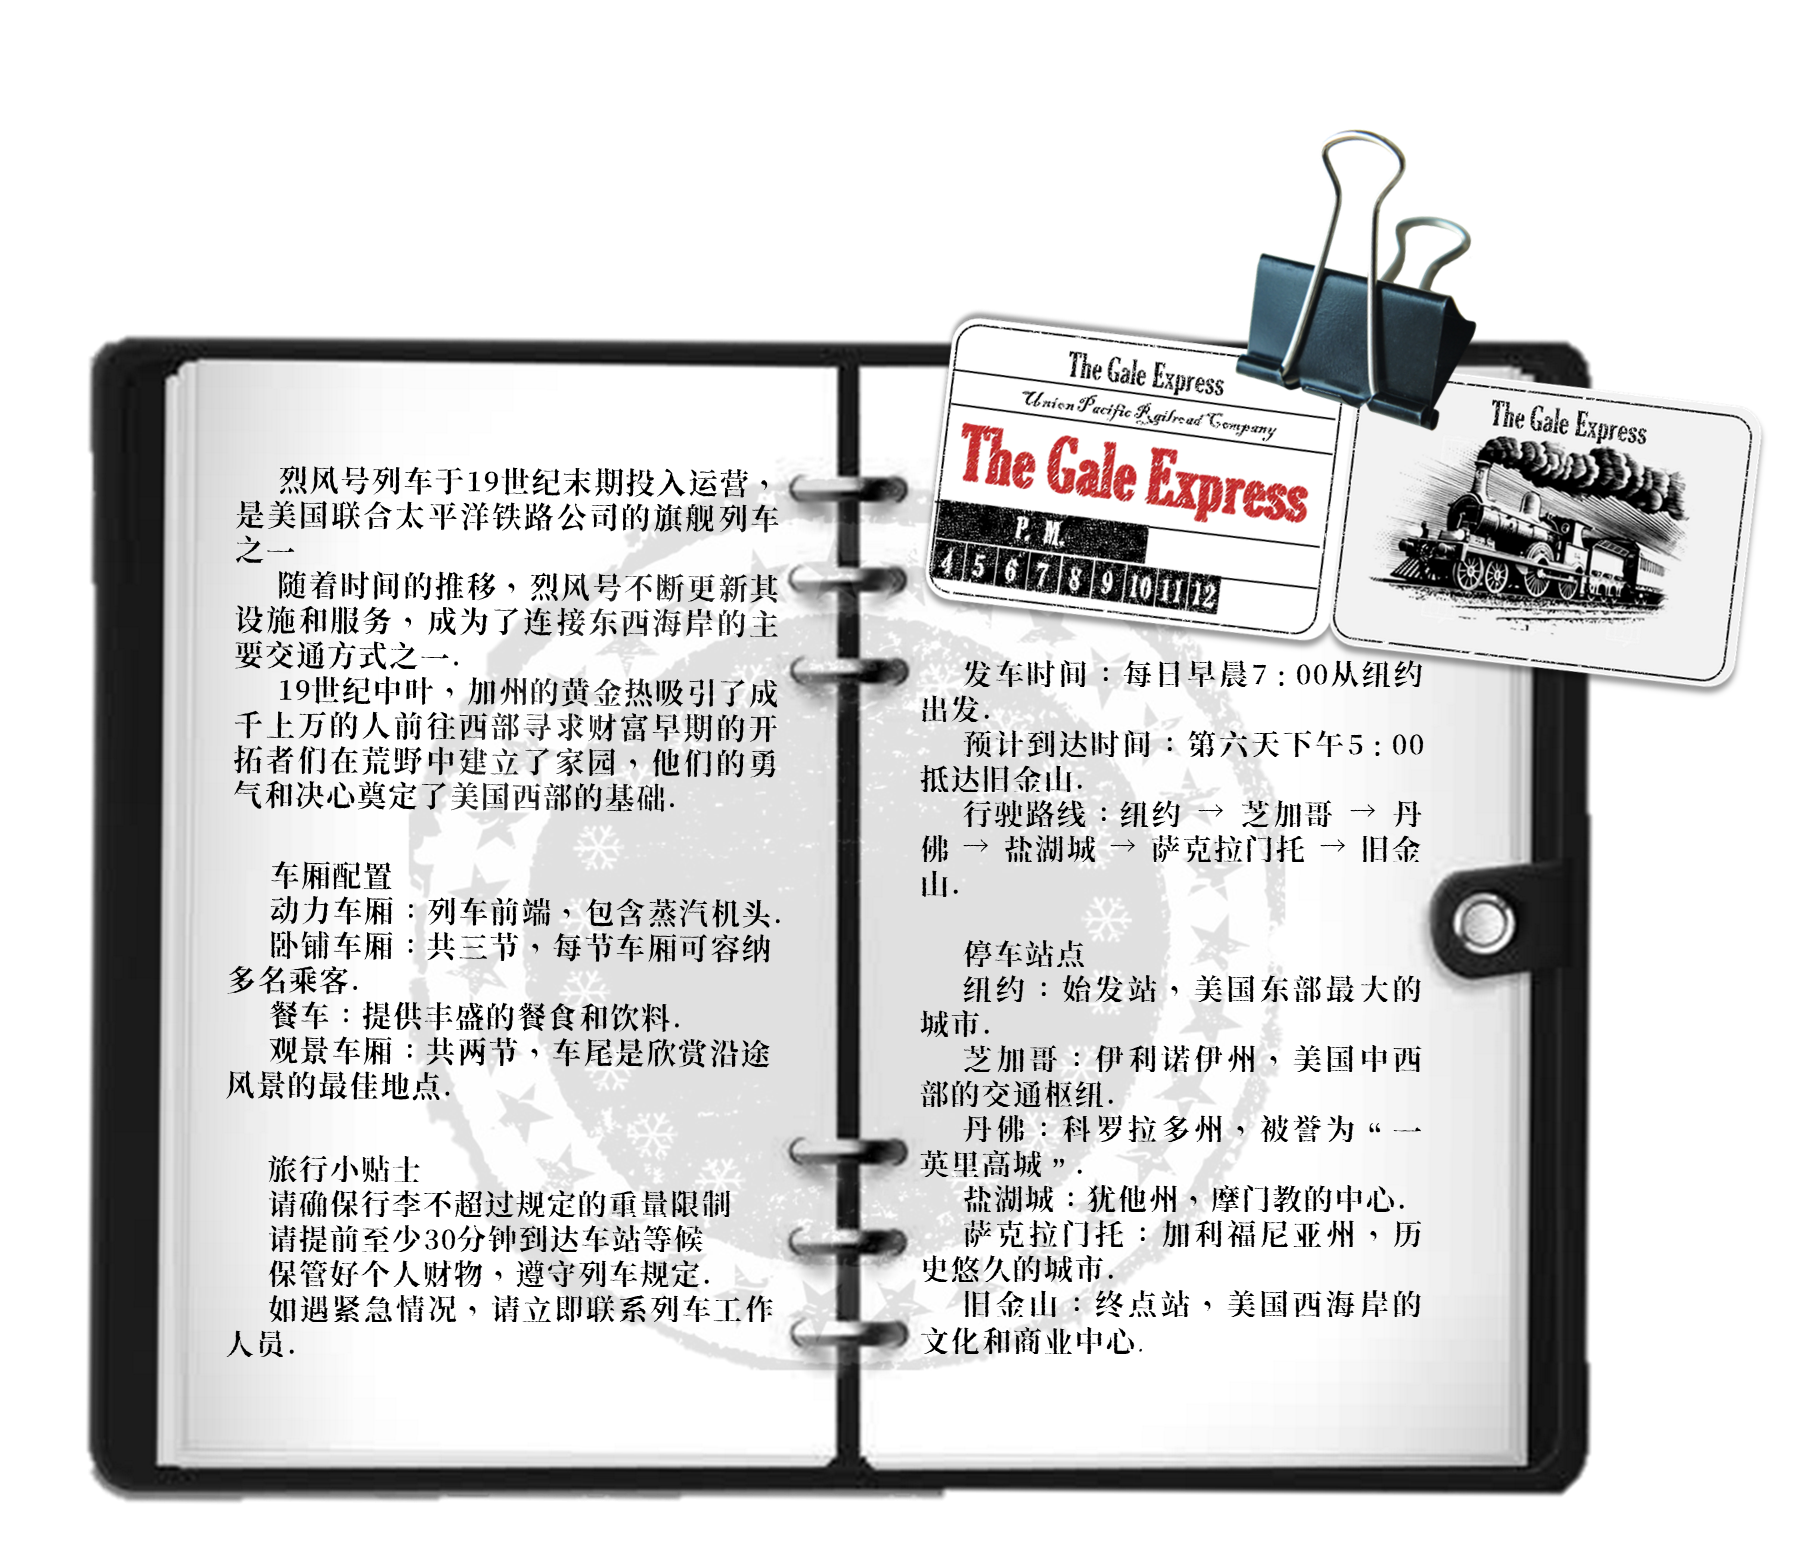 烈风号列车于19世纪末期投入运营，
是美国联合太平洋铁路公司的旗舰列车
之一
随着时间的推移，烈风号不断更新其
设施和服务，成为了连接东西海岸的主
要交通方式之一.
19世纪中叶，加州的黄金热吸引了成
千上万的人前往西部寻求财富早期的开
拓者们在荒野中建立了家园，他们的勇
气和决心奠定了美国西部的基础.
车厢配置
动力车厢：列车前端，包含蒸汽机头.
卧铺车厢：共三节，每节车厢可容纳
多名乘客.
餐车：提供丰盛的餐食和饮料.
观景车厢：共两节，车尾是欣赏沿途
风景的最佳地点.
旅行小贴士
请确保行李不超过规定的重量限制
请提前至少30分钟到达车站等候
保管好个人财物，遵守列车规定.
如遇紧急情况，请立即联系列车工作
人员.
The Gale Express
Union Pacific Railroad Company
The Gale Express
P. M.
4 5 6 7 8 9 10 11 12
The Gale Express
发车时间：每日早晨7：00从纽约
出发.
预计到达时间：第六天下午5：00
抵达旧金山.
行驶路线：纽约 → 芝加哥 → 丹
佛 → 盐湖城 → 萨克拉门托 → 旧金
山.
停车站点
纽约：始发站，美国东部最大的
城市.
芝加哥：伊利诺伊州，美国中西
部的交通枢纽.
丹佛：科罗拉多州，被誉为“一
英里高城”.
盐湖城：犹他州，摩门教的中心.
萨克拉门托：加利福尼亚州，历
史悠久的城市.
旧金山：终点站，美国西海岸的
文化和商业中心.